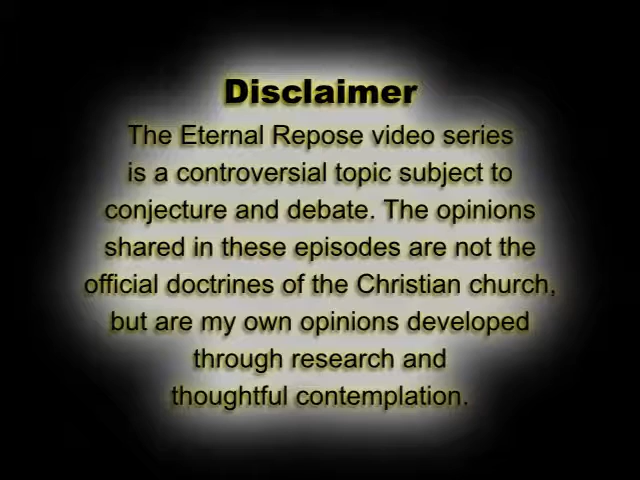 Disclaimer
The Eternal Repose video series
is a controversial topic subject to
conjecture and debate. The opinions
shared in these episodes are not the
official doctrines of the Christian church,
but are my own opinions developed
through research and
thoughtful contemplation.